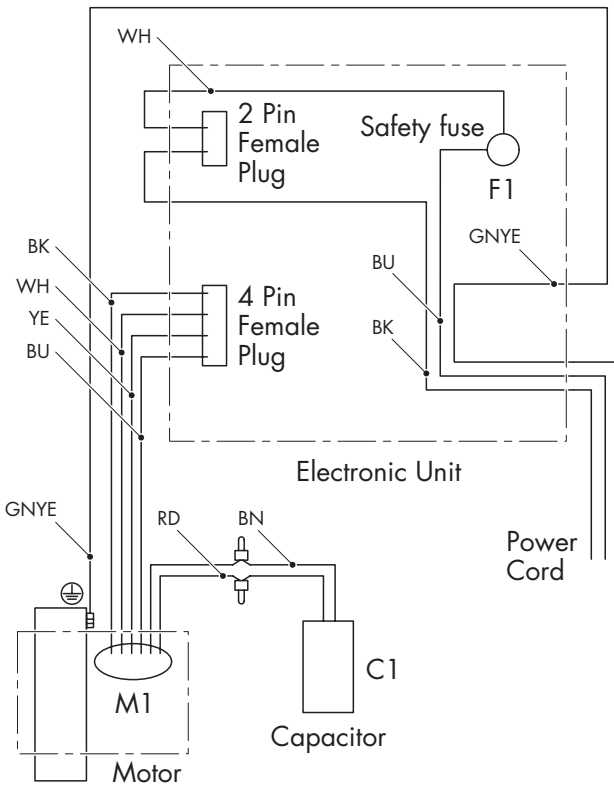 WH
2 Pin
Female
Plug
Safety fuse
F1
GNYE
BK
WH
YE
BU
4 Pin
Female
Plug
BU
BK
Electronic Unit
GNYE
RD
BN
Power
Cord
M1
C1
Capacitor
Motor